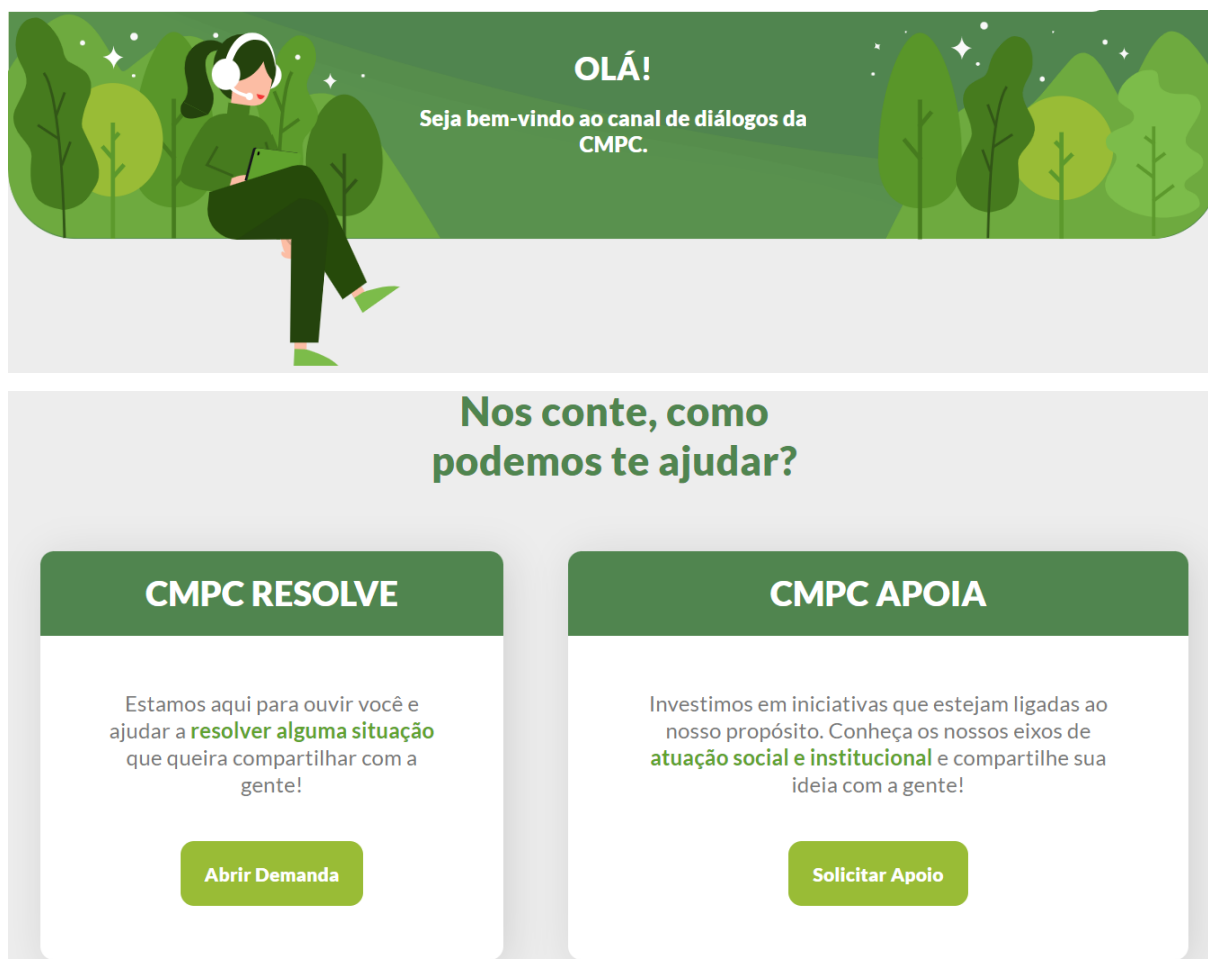 OLÁ!
Seja bem-vindo ao canal de diálogos da
CMPC.
Nos conte, como
podemos te ajudar?
CMPC RESOLVE
Estamos aqui para ouvir você e
ajudar a resolver alguma situação
que queira compartilhar com a
gente!
Abrir Demanda
CMPC APOIA
Investimos em iniciativas que estejam ligadas ao
nosso propósito. Conheça os nossos eixos de
atuação social e institucional e compartilhe sua
ideia com a gente!
Solicitar Apoio